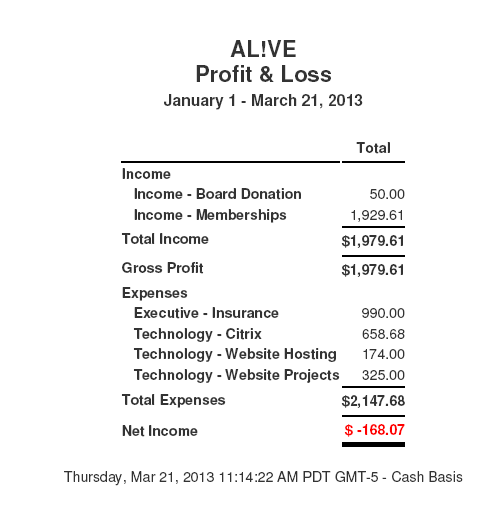 AL!VE
Profit & Loss
January 1 - March 21, 2013
Total
Income
Income - Board Donation 50.00
Income - Memberships 1,929.61
Total Income $1,979.61
Gross Profit $1,979.61
Expenses
Executive - Insurance 990.00
Technology - Citrix 658.68
Technology - Website Hosting 174.00
Technology - Website Projects 325.00
Total Expenses $2,147.68
Net Income $ -168.07
Thursday, Mar 21, 2013 11:14:22 AM PDT GMT-5 - Cash Basis